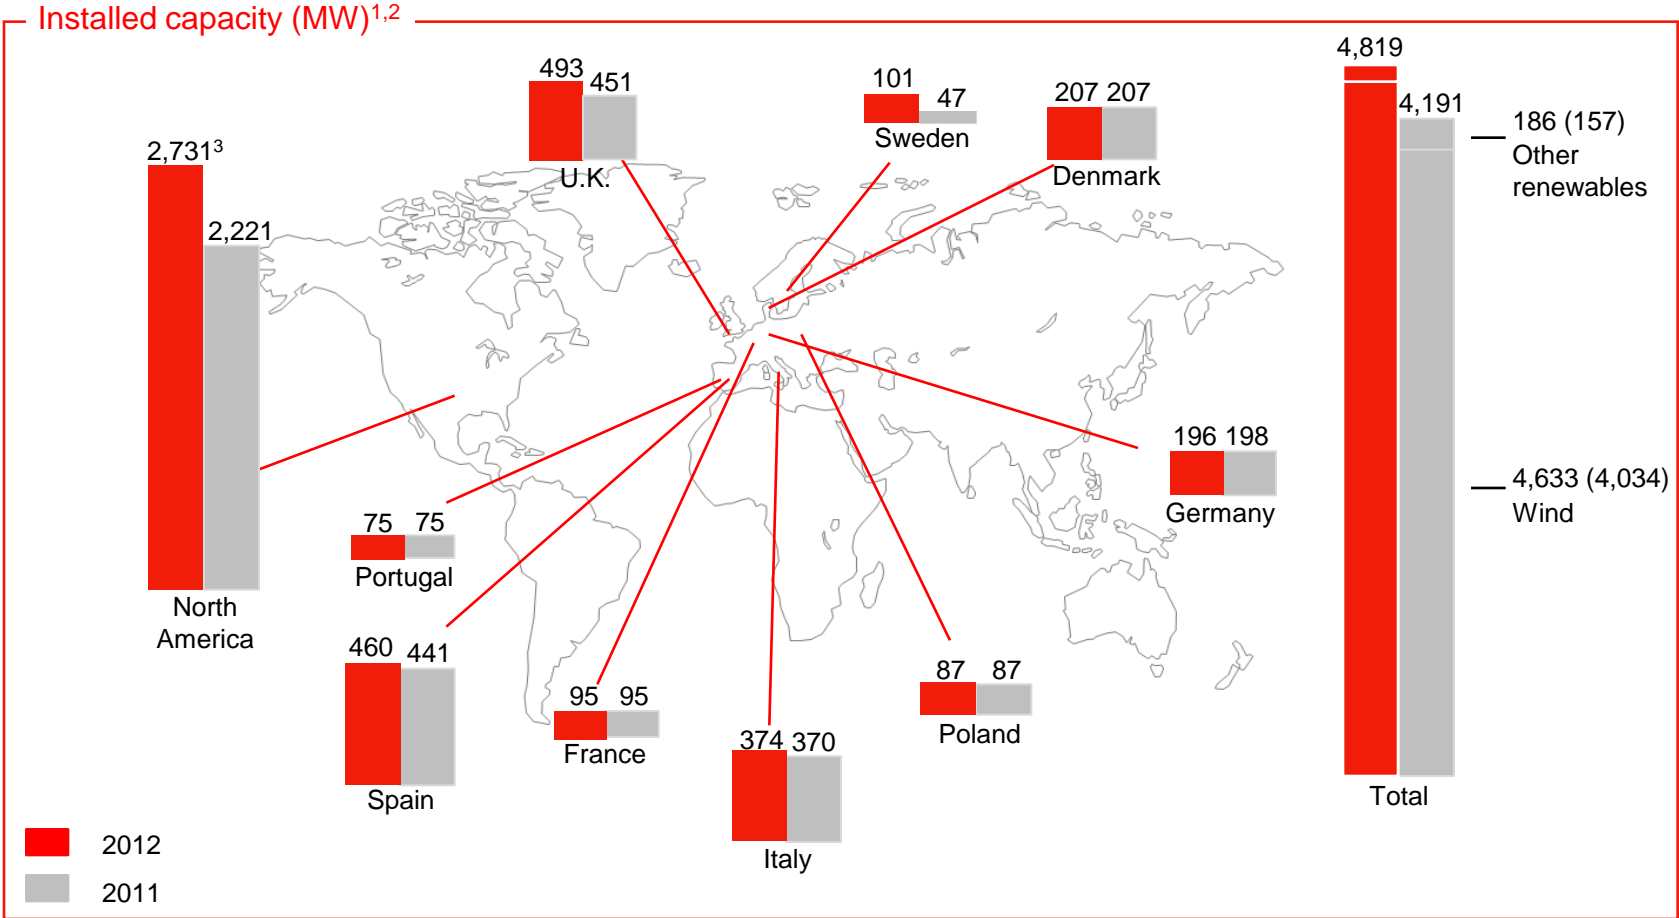 Installed capacity (MW)1,2
493 451
U.K.
101 47
Sweden
207 207
Denmark
4,819
4,191
186 (157)
Other
renewables
4,633 (4,034)
Wind
Total
2,7313
2,221
North
America
196 198
Germany
75 75
Portugal
460 441
Spain
95 95
France
374 370
Italy
87 87
Poland
2012
2011